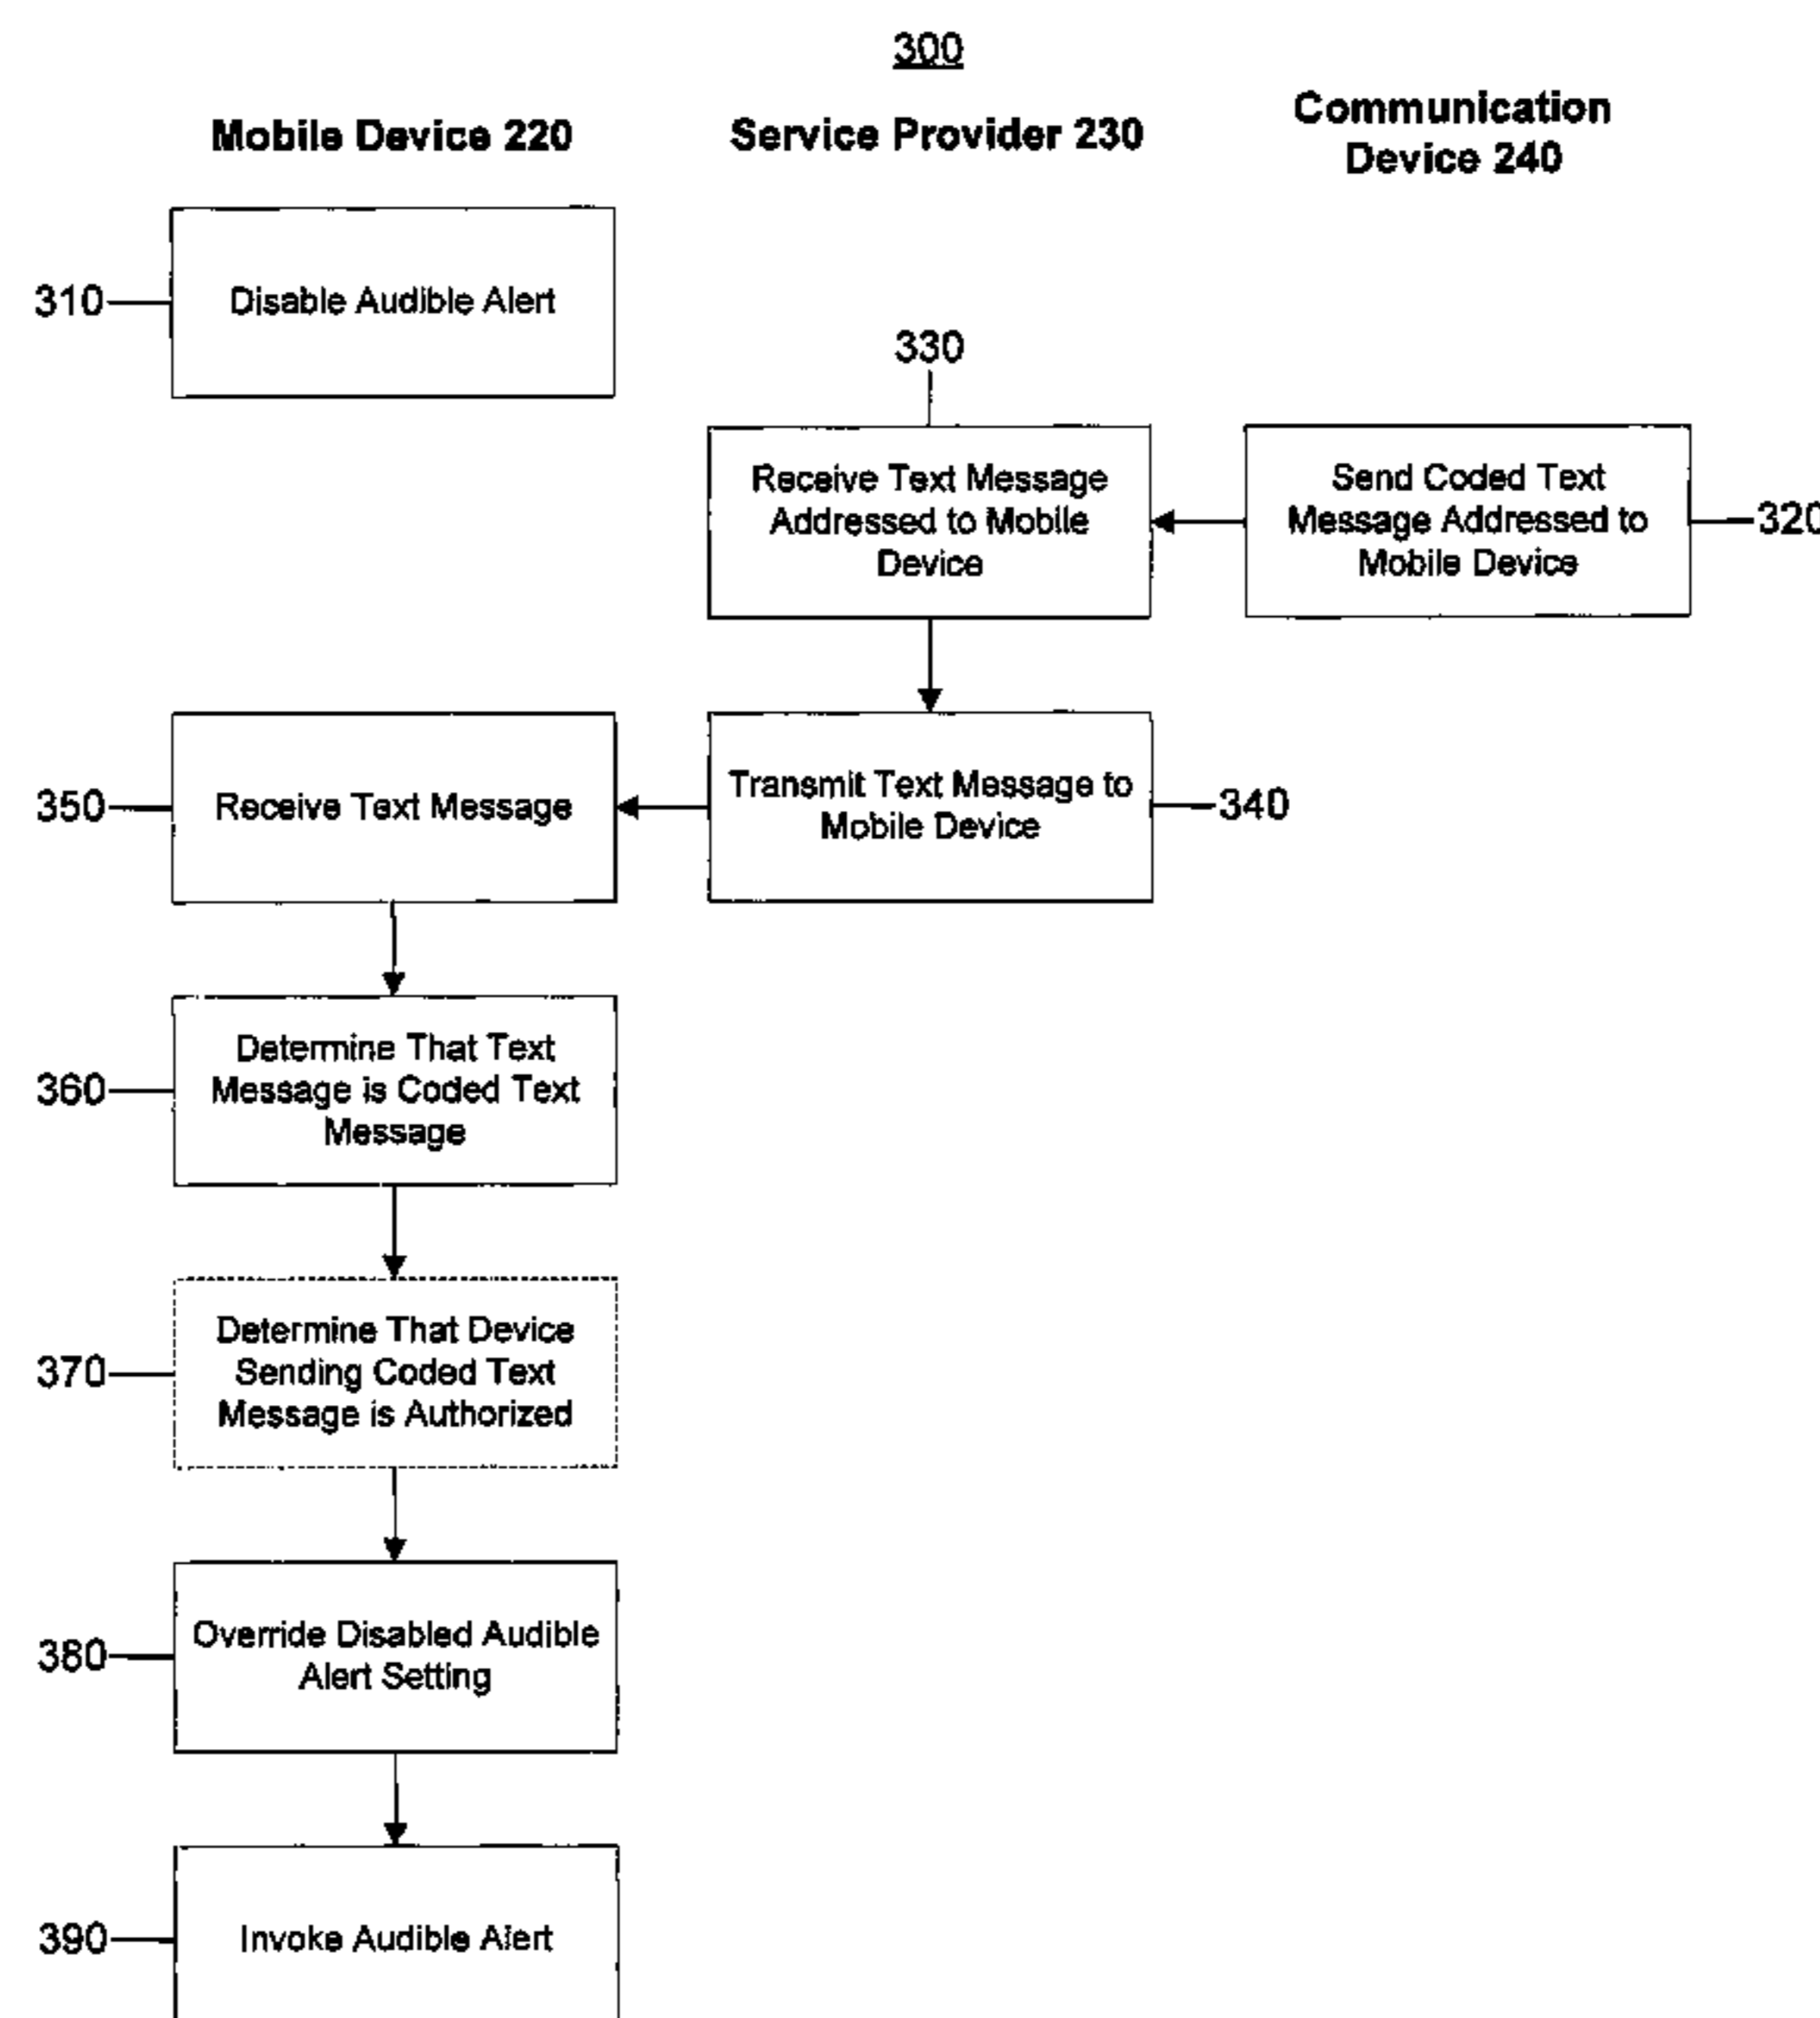 300
Mobile Device 220
Service Provider 230
Communication
Device 240
310
Disable Audible Alert
330
Receive Text Message
Addressed to Mobile
Device
Send Coded Text
Message Addressed to
Mobile Device
320
350
Receive Text Message
Transmit Text Message to
Mobile Device
340
360
Determine That Text
Message is Coded Text
Message
370
Determine That Device
Sending Coded Text
Message is Authorized
380
Override Disabled Audible
Alert Setting
390
Invoke Audible Alert